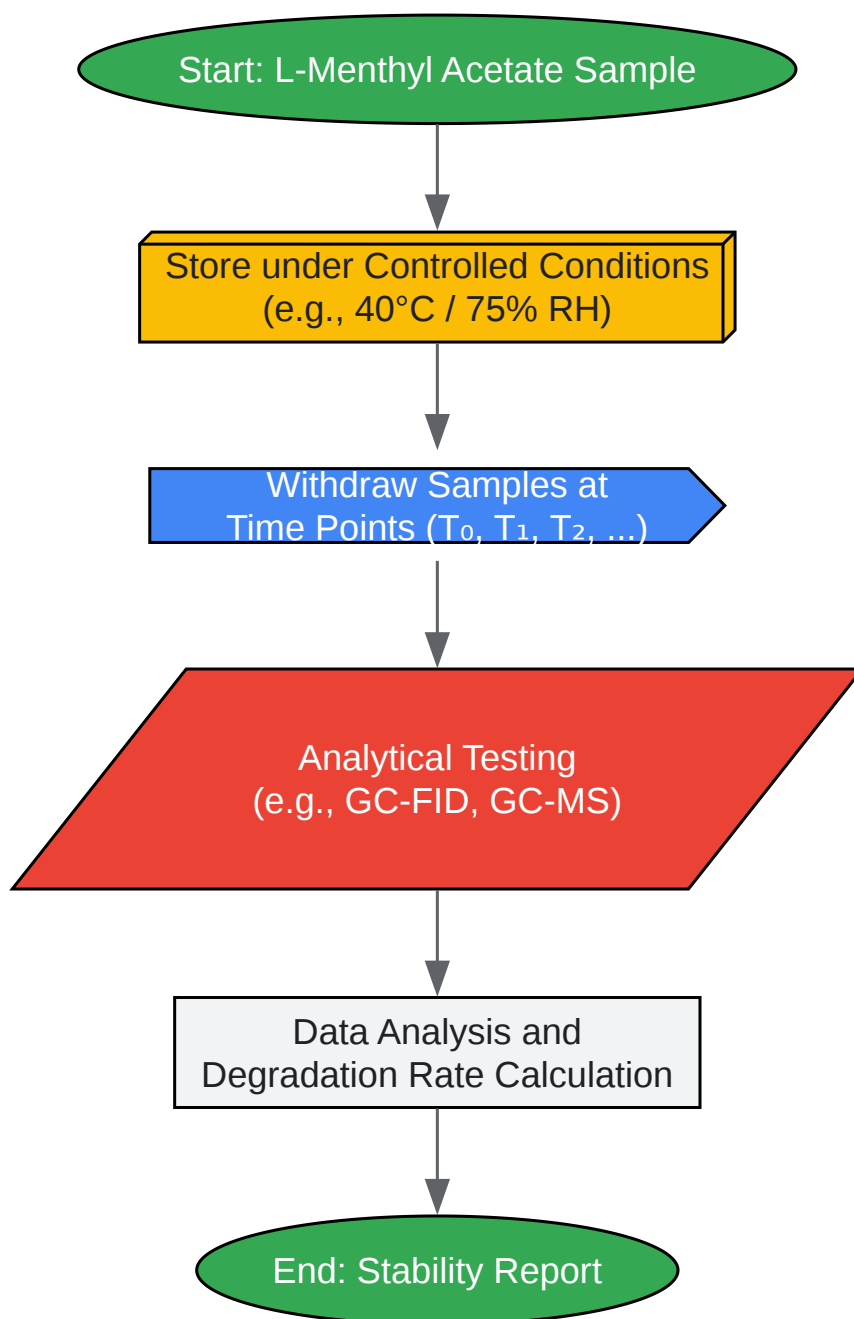 Start: L-Menthyl Acetate Sample
Store under Controlled Conditions
(e.g., 40°C / 75% RH)
Withdraw Samples at
Time Points (T₀, T₁, T₂, ...)
Analytical Testing
(e.g., GC-FID, GC-MS)
Data Analysis and
Degradation Rate Calculation
End: Stability Report